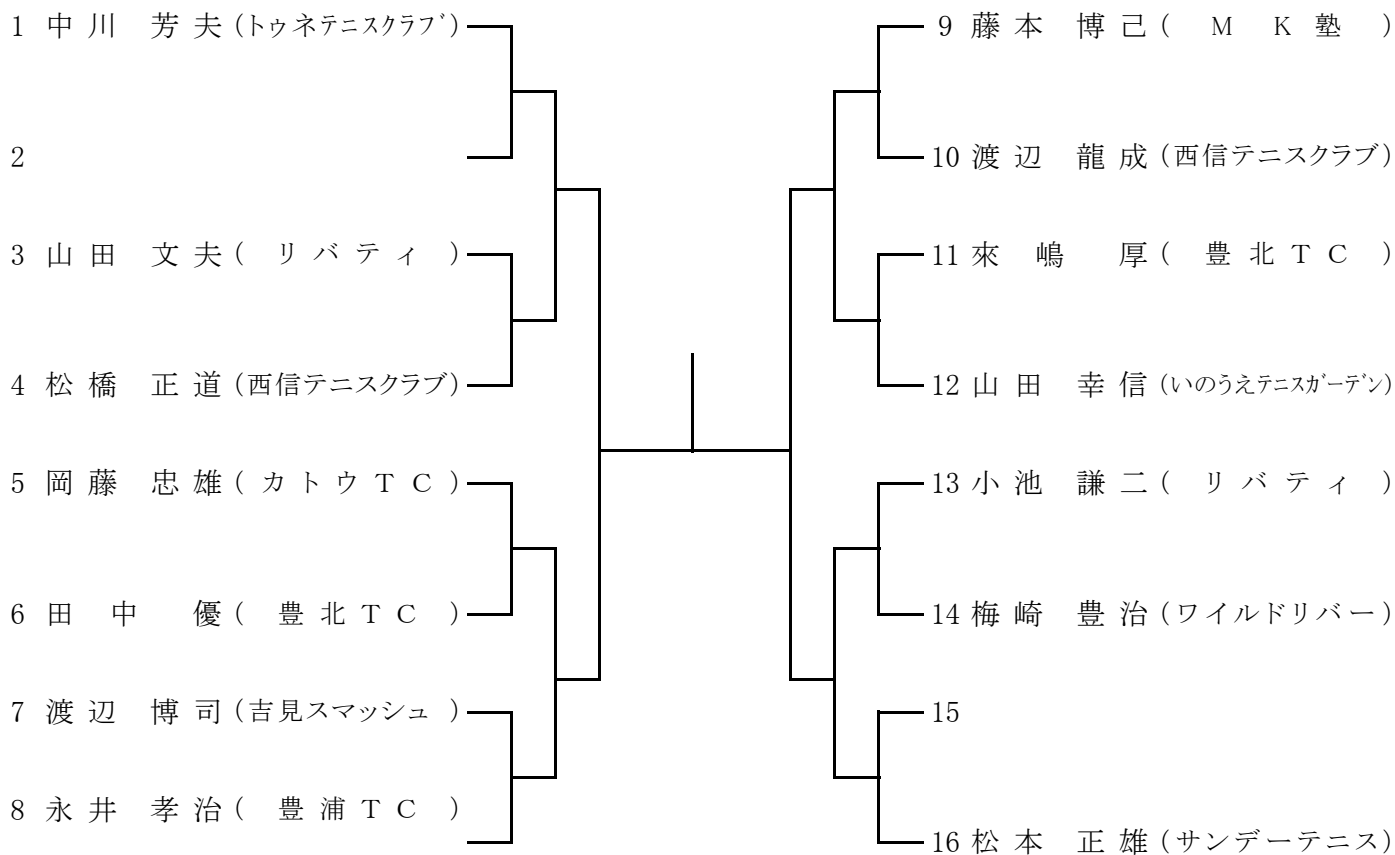 1 中川 芳夫 (トゥネテニスクラブ)
2
3 山田 文夫 (リバティ)
4 松橋 正道 (西信テニスクラブ)
5 岡藤 忠雄 (カトウTC)
6 田中 優 (豊北TC)
7 渡辺 博司 (吉見スマッシュ)
8 永井 孝治 (豊浦TC)
9 藤本 博己 (MK塾)
10 渡辺 龍成 (西信テニスクラブ)
11 來嶋 厚 (豊北TC)
12 山田 幸信 (いのうえテニスガーデン)
13 小池 謙二 (リバティ)
14 梅崎 豊治 (ワイルドリバー)
15
16 松本 正雄 (サンデーテニス)